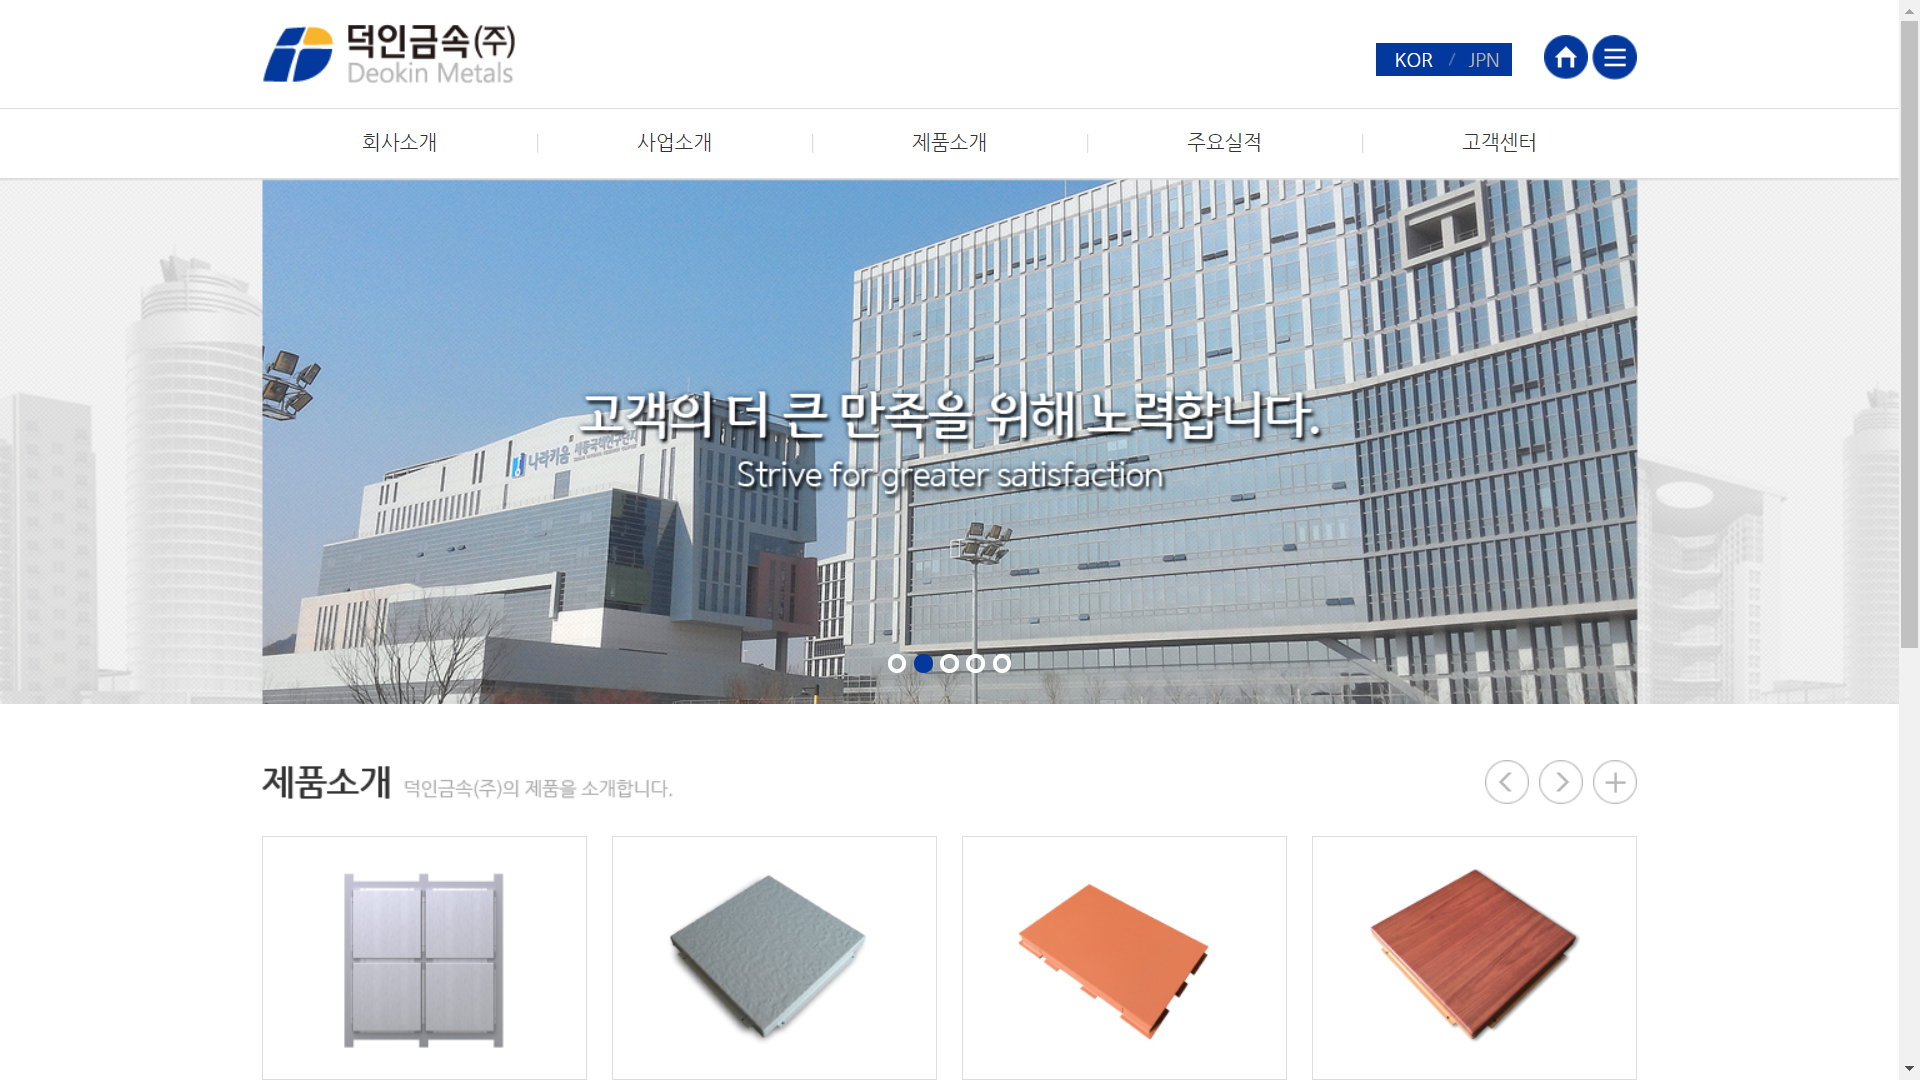 덕인금속(주)
Deokin Metals
KOR / JPN
회사소개
사업소개
제품소개
주요실적
고객센터
고객의 더 큰 만족을 위해 노력합니다.
Strive for greater satisfaction
나라키움 세종국책연구단지
제품소개 덕인금속(주)의 제품을 소개합니다.